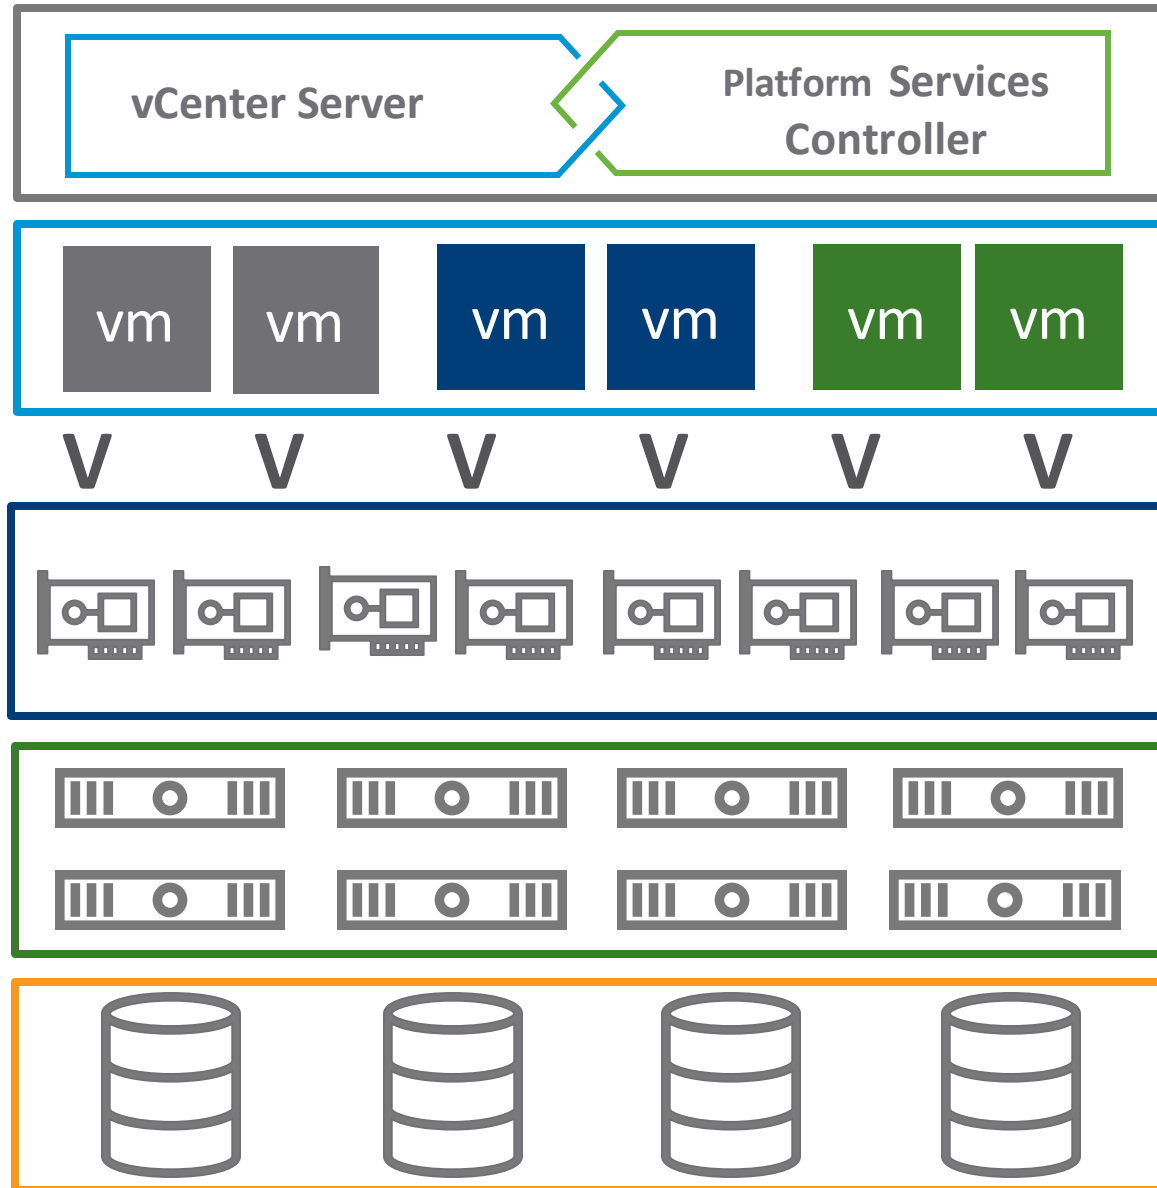 vCenter Server
Platform Services
Controller
vm vm vm vm vm vm
V V V V V V